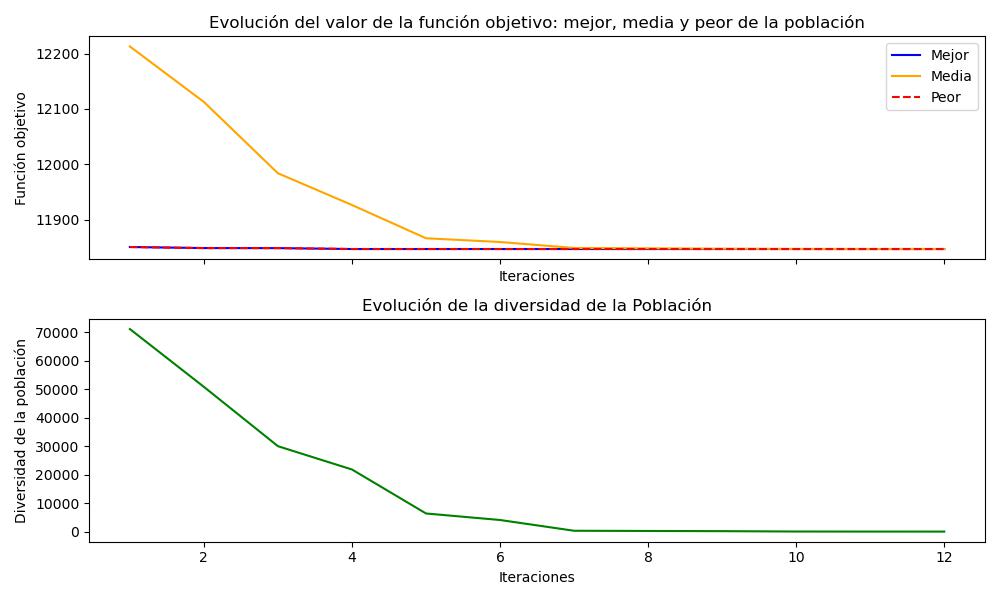 Evolución del valor de la función objetivo: mejor, media y peor de la población
Función objetivo
12200
12100
12000
11900
Mejor
Media
Peor
Iteraciones
Evolución de la diversidad de la Población
Diversidad de la población
70000
60000
50000
40000
30000
20000
10000
0
2 4 6 8 10 12
Iteraciones